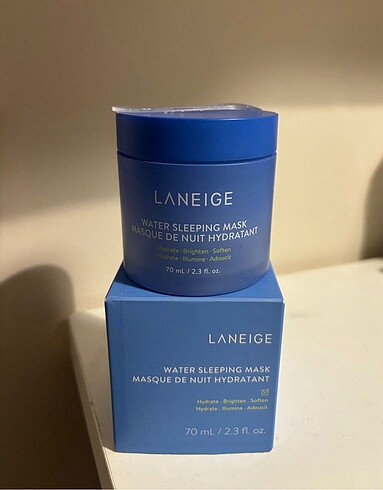 LANEIGE
WATER SLEEPING MASK
MASQUE DE NUIT HYDRATANT
Hydrate · Brighten · Soften
Hydrate · Illumine · Adoucit
70 mL / 2.3 fl. oz.
LANEIGE
WATER SLEEPING MASK
MASQUE DE NUIT HYDRATANT
Hydrate . Brighten . Soften
Hydrate . Illumine . Adoucit
70 mL / 2.3 fl. oz.